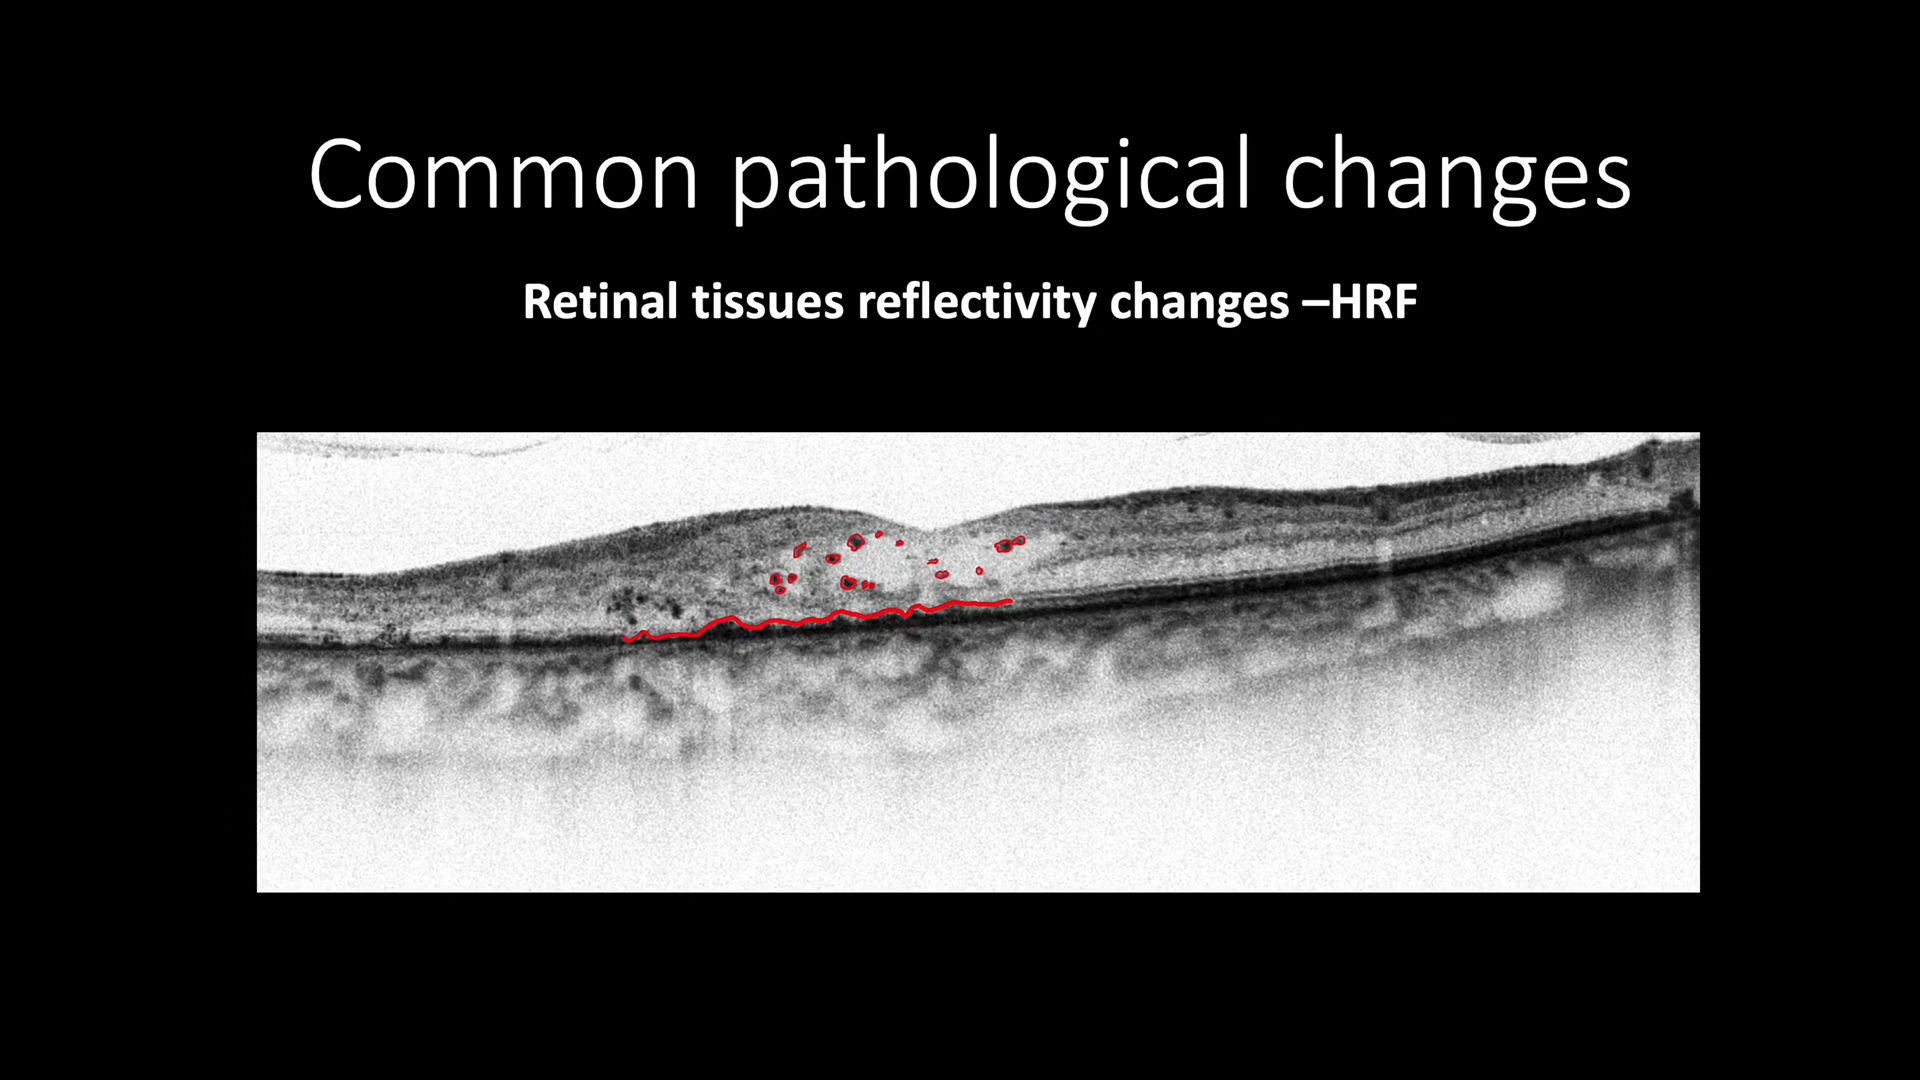 Common pathological changes
Retinal tissues reflectivity changes –HRF